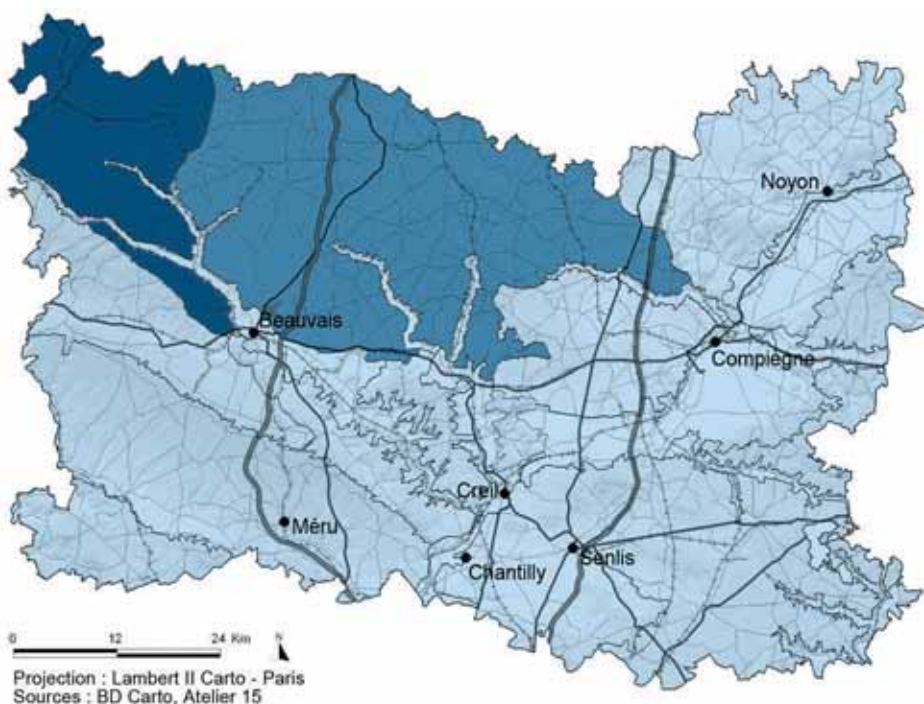 Noyon
Beauvais
Compiègne
Creil
Méru
Senlis
Chantilly
0 12 24 Km
N
Projection : Lambert II Carto - Paris
Sources : BD Carto, Atelier 15